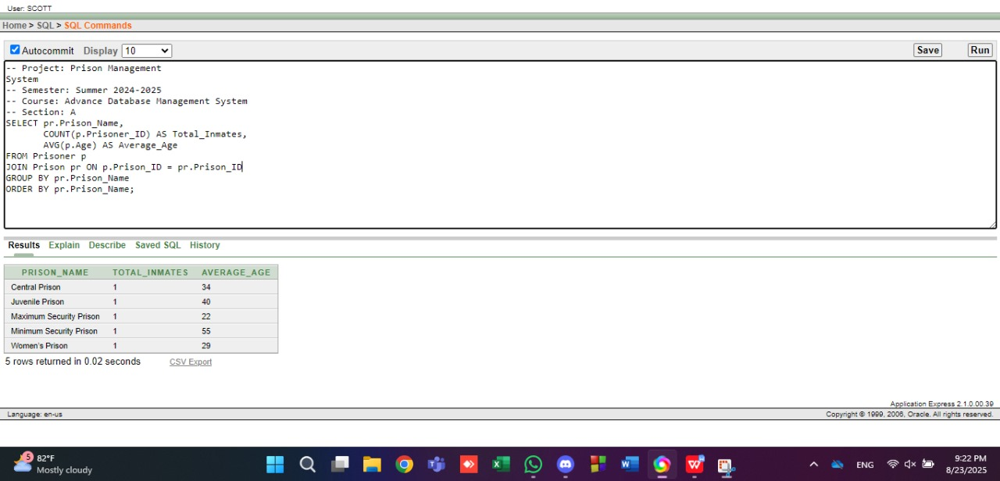 User: SCOTT
Home > SQL > SQL Commands
Autocommit Display 10 Save Run
-- Project: Prison Management
System
-- Semester: Summer 2024-2025
-- Course: Advance Database Management System
-- Section: A
SELECT pr.Prison_Name,
COUNT(p.Prisoner_ID) AS Total_Inmates,
AVG(p.Age) AS Average_Age
FROM Prisoner p
JOIN Prison pr ON p.Prison_ID = pr.Prison_ID
GROUP BY pr.Prison_Name
ORDER BY pr.Prison_Name;
Results Explain Describe Saved SQL History
PRISON_NAME TOTAL_INMATES AVERAGE_AGE
Central Prison 1 34
Juvenile Prison 1 40
Maximum Security Prison 1 22
Minimum Security Prison 1 55
Women's Prison 1 29
5 rows returned in 0.02 seconds CSV Export
Application Express 2.1.0.00.39
Language: en-us Copyright © 1999, 2006, Oracle. All rights reserved.
5 82°F
Mostly cloudy
ENG
9:22 PM
8/23/2025